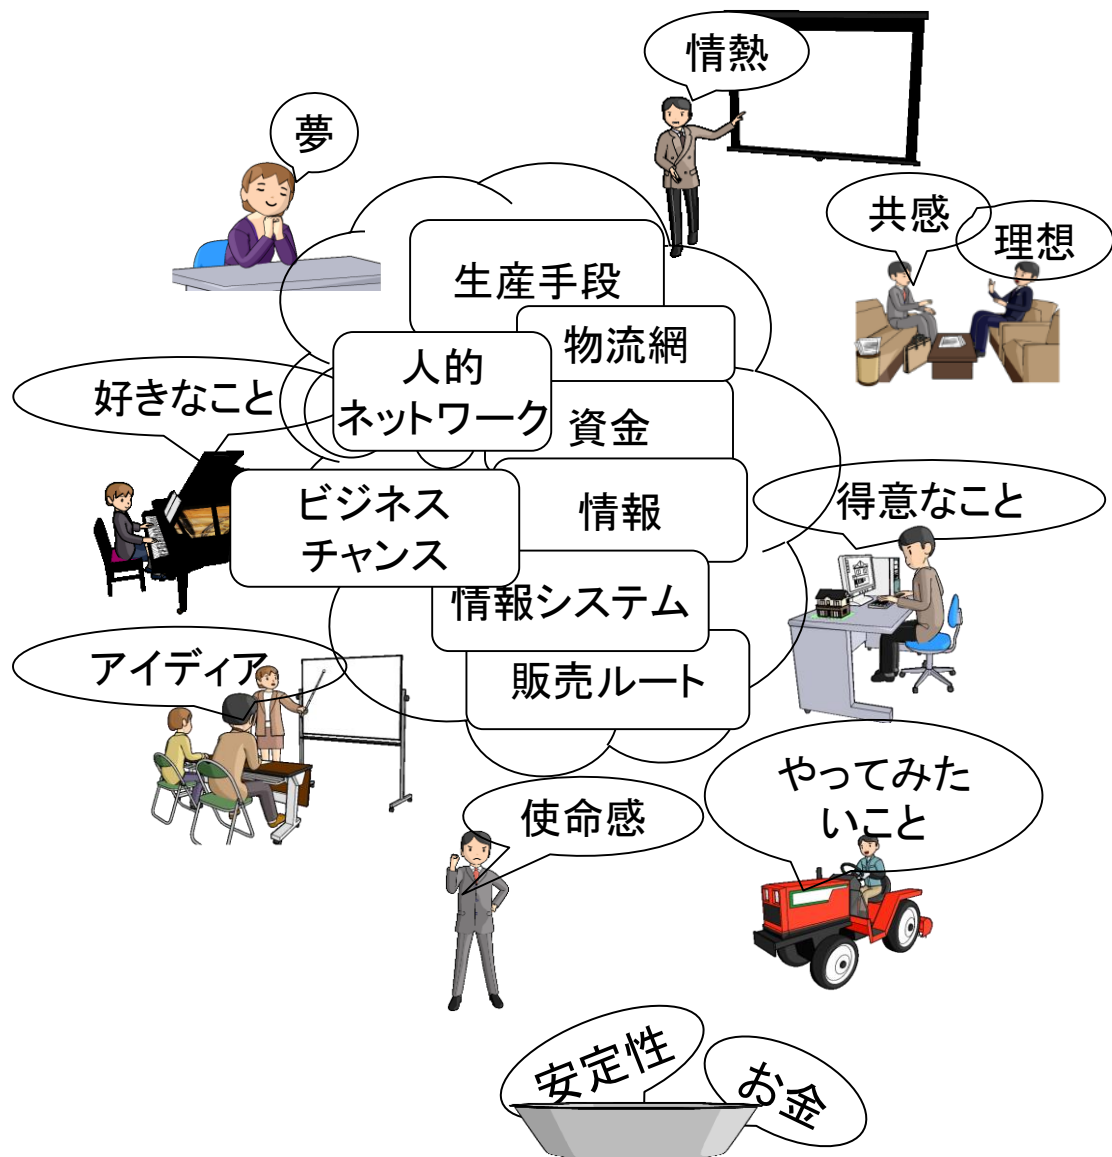 情熱
夢
共感
理想
生産手段
物流網
人的
ネットワーク
好きなこと
資金
ビジネス
チャンス
情報
得意なこと
情報システム
アイディア
販売ルート
やってみた
いこと
使命感
安定性
お金